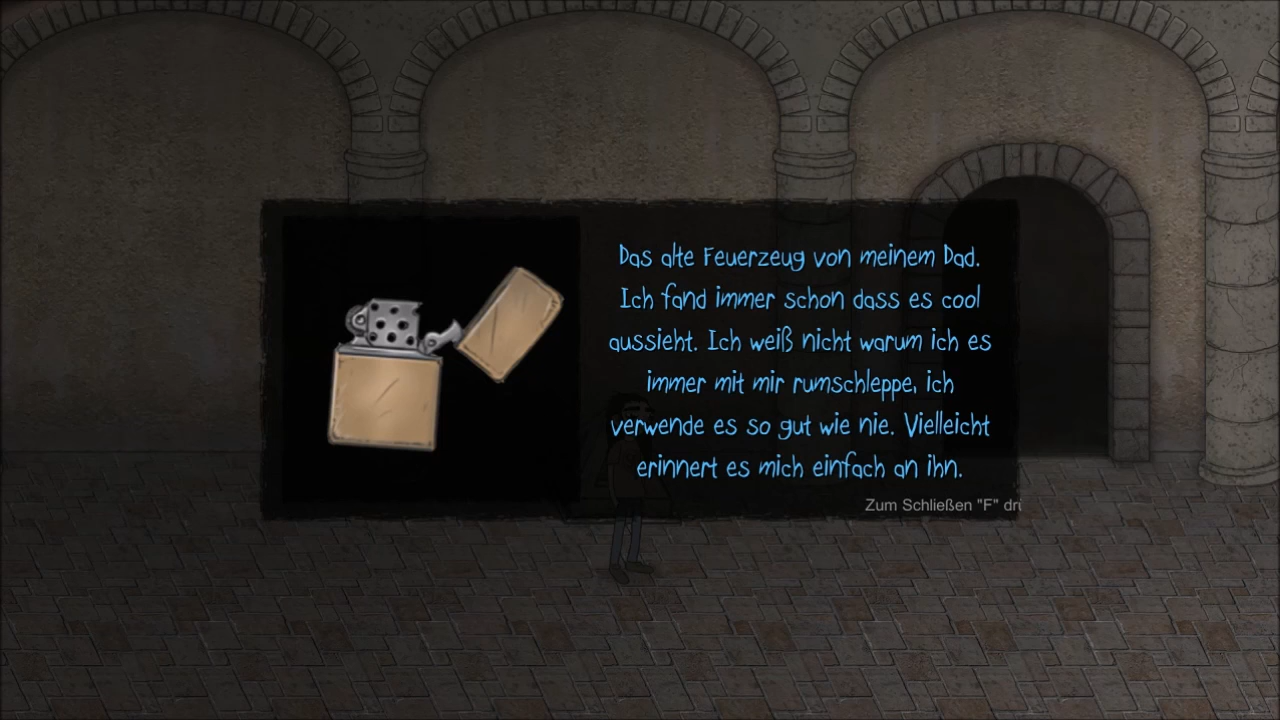 Das alte Feuerzeug von meinem Dad.
Ich fand immer schon dass es cool
aussieht. Ich weiß nicht warum ich es
immer mit mir rumschleppe, ich
verwende es so gut wie nie. Vielleicht
erinnert es mich einfach an ihn.
Zum Schließen "F"